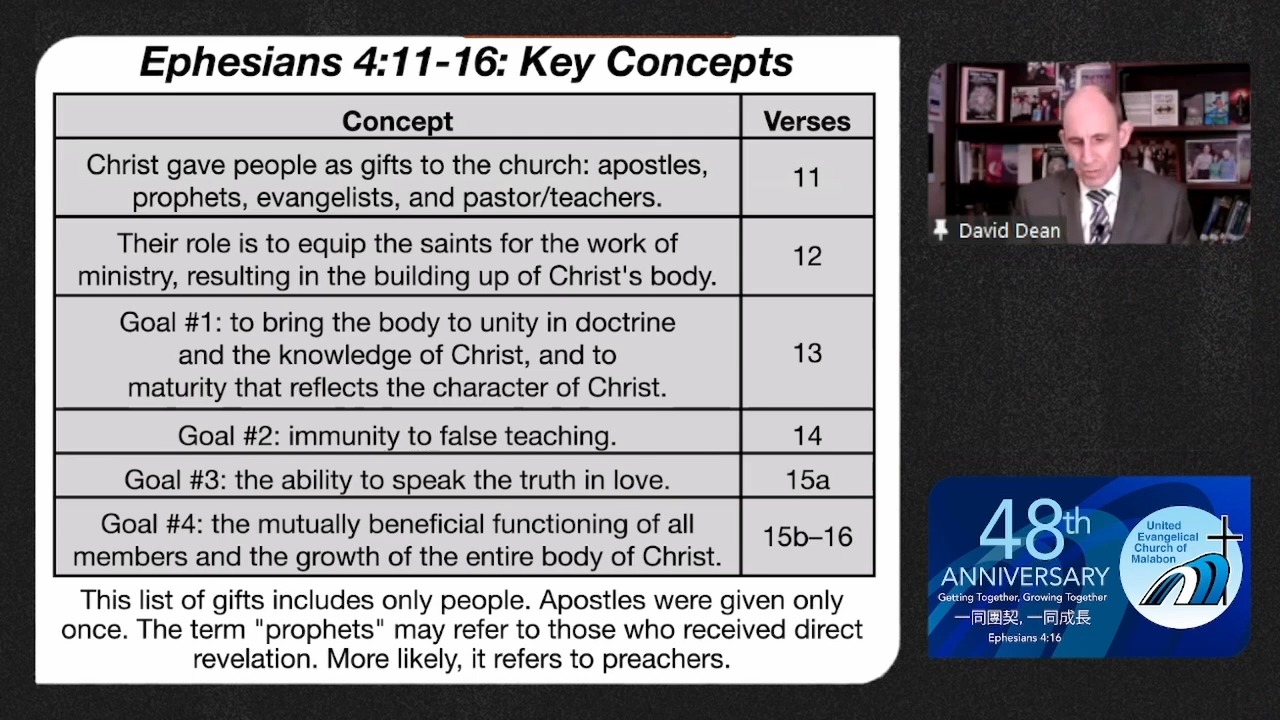 Ephesians 4:11-16: Key Concepts
Concept
Verses
Christ gave people as gifts to the church: apostles,
prophets, evangelists, and pastor/teachers.
11
Their role is to equip the saints for the work of
ministry, resulting in the building up of Christ's body.
12
Goal #1: to bring the body to unity in doctrine
and the knowledge of Christ, and to
maturity that reflects the character of Christ.
13
Goal #2: immunity to false teaching.
14
Goal #3: the ability to speak the truth in love.
15a
Goal #4: the mutually beneficial functioning of all
members and the growth of the entire body of Christ.
15b–16
This list of gifts includes only people. Apostles were given only
once. The term "prophets" may refer to those who received direct
revelation. More likely, it refers to preachers.
David Dean
48th
ANNIVERSARY
Getting Together, Growing Together
一同團契, 一同成長
Ephesians 4:16
United
Evangelical
Church of
Malabon